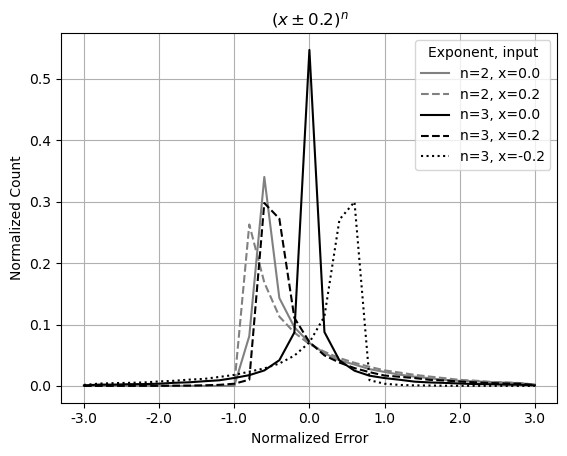 (x ± 0.2)ⁿ
Exponent, input
n=2, x=0.0
n=2, x=0.2
n=3, x=0.0
n=3, x=0.2
n=3, x=-0.2
Normalized Count
0.5
0.4
0.3
0.2
0.1
0.0
-3.0 -2.0 -1.0 0.0 1.0 2.0 3.0
Normalized Error